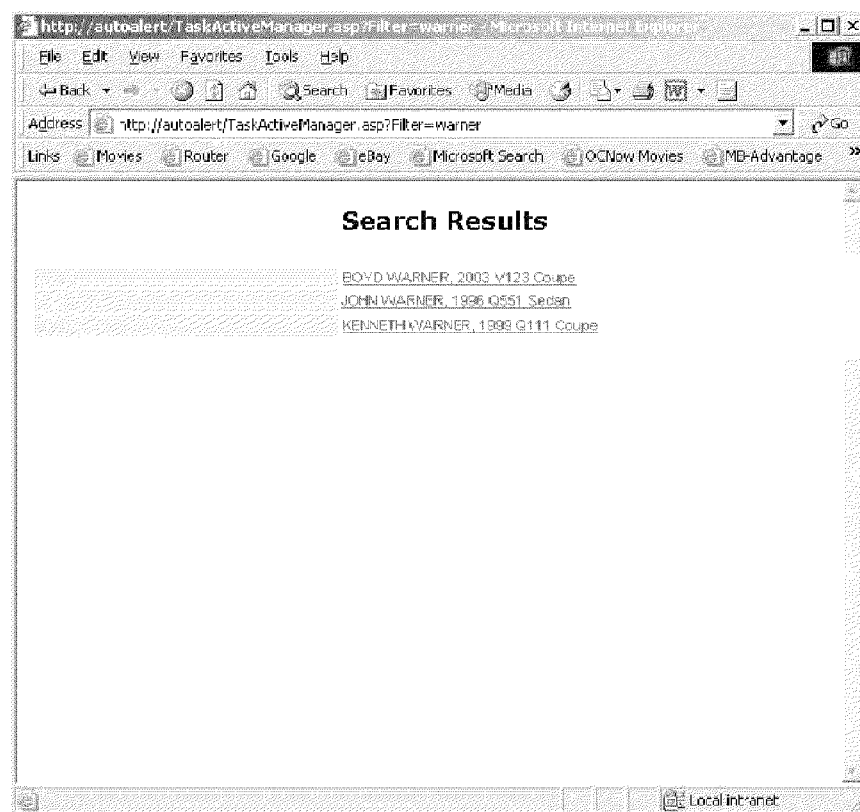 http://autoalert/TaskActiveManager.asp?Filter=warner - Microsoft Internet Explorer
File Edit View Favorites Tools Help
Back Search Favorites Media
Address http://autoalert/TaskActiveManager.asp?Filter=warner Go
Links Movies Router Google eBay Microsoft Search OCNow Movies MB-Advantage »
Search Results
BOYD WARNER, 2003 V123 Coupe
JOHN WARNER, 1996 Q551 Sedan
KENNETH WARNER, 1999 Q111 Coupe
Local intranet